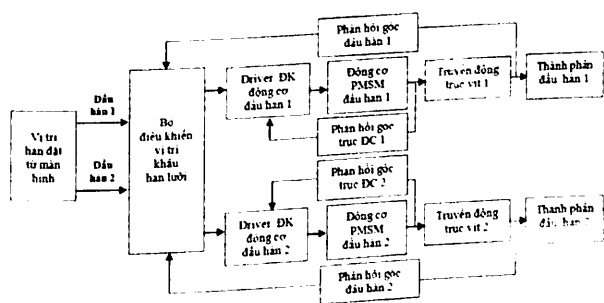 Phản hồi góc
đầu hàn 1
Driver ĐK
động cơ
đầu hàn 1
Động cơ
PMSM
đầu hàn 1
Truyền động
trục vít 1
Thành phần
đầu hàn 1
Đầu
hàn 1
Vị trí
hàn đặt
từ màn
hình
Đầu
hàn 2
Bộ
điều khiển
vị trí
khâu
hàn lưới
Phản hồi góc
trục ĐC 1
Phản hồi góc
trục ĐC 2
Driver ĐK
động cơ
đầu hàn 2
Động cơ
PMSM
đầu hàn 2
Truyền động
trục vít 2
Thành phần
đầu hàn 2
Phản hồi góc
đầu hàn 2